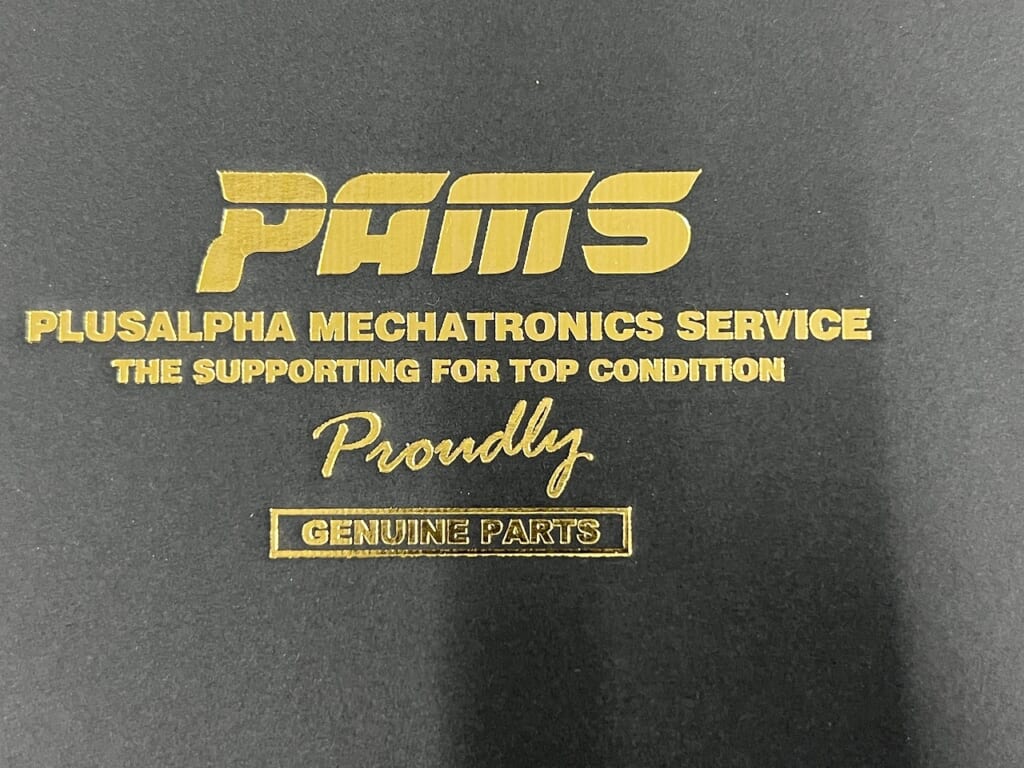 PAMS
PLUSALPHA MECHATRONICS SERVICE
THE SUPPORTING FOR TOP CONDITION
Proudly
GENUINE PARTS